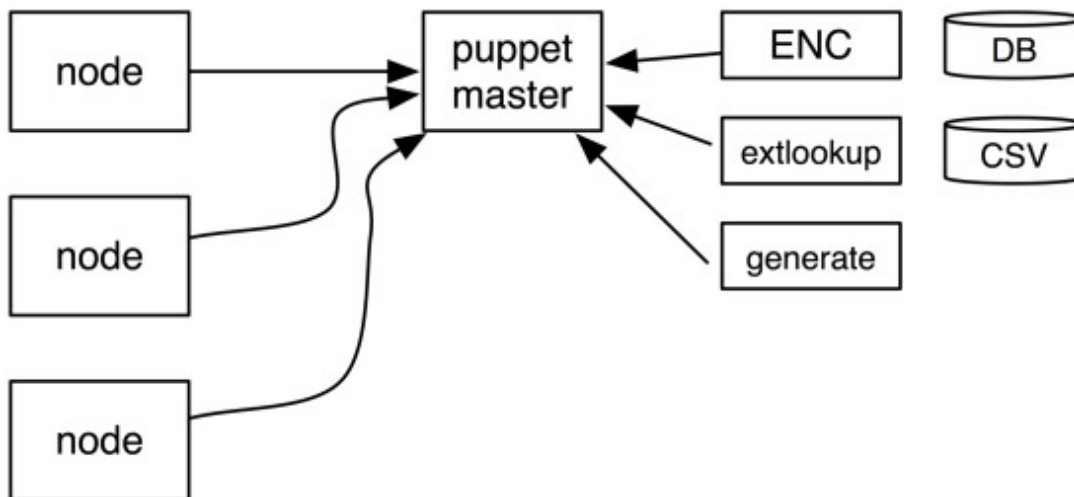 node
puppet
master
ENC
DB
extlookup
CSV
node
generate
node